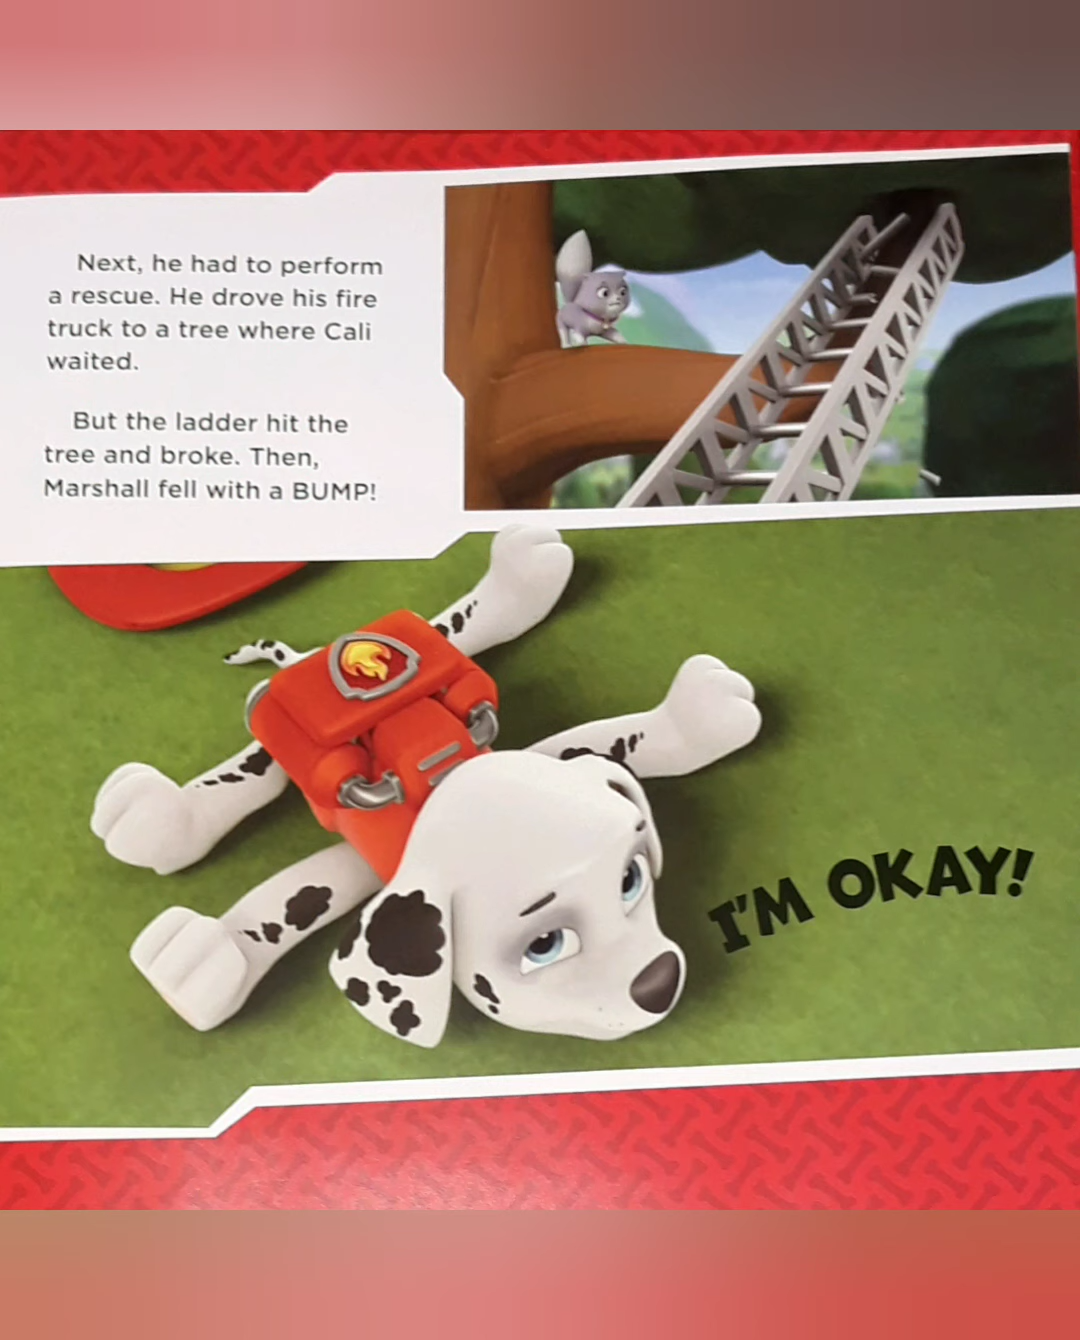 Next, he had to perform
a rescue. He drove his fire
truck to a tree where Cali
waited.
But the ladder hit the
tree and broke. Then,
Marshall fell with a BUMP!
I'M OKAY!